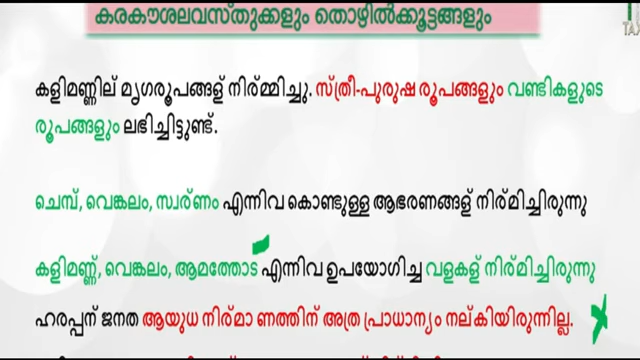 കരകൗശലവസ്തുക്കളും തൊഴിൽക്കൂട്ടങ്ങളും
കളിമണ്ണില് മൃഗരൂപങ്ങള് നിര്മ്മിച്ചു. സ്ത്രീ-പുരുഷ രൂപങ്ങളും വണ്ടികളുടെ
രൂപങ്ങളും ലഭിച്ചിട്ടുണ്ട്.
ചെമ്പ്, വെങ്കലം, സ്വര്ണം എന്നിവ കൊണ്ടുള്ള ആഭരണങ്ങള് നിര്മിച്ചിരുന്നു
കളിമണ്ണ്, വെങ്കലം, ആമത്തോട് എന്നിവ ഉപയോഗിച്ച വളകള് നിര്മിച്ചിരുന്നു
ഹരപ്പന് ജനത ആയുധ നിര്മാ ണത്തിന് അത്ര പ്രാധാന്യം നല്കിയിരുന്നില്ല.